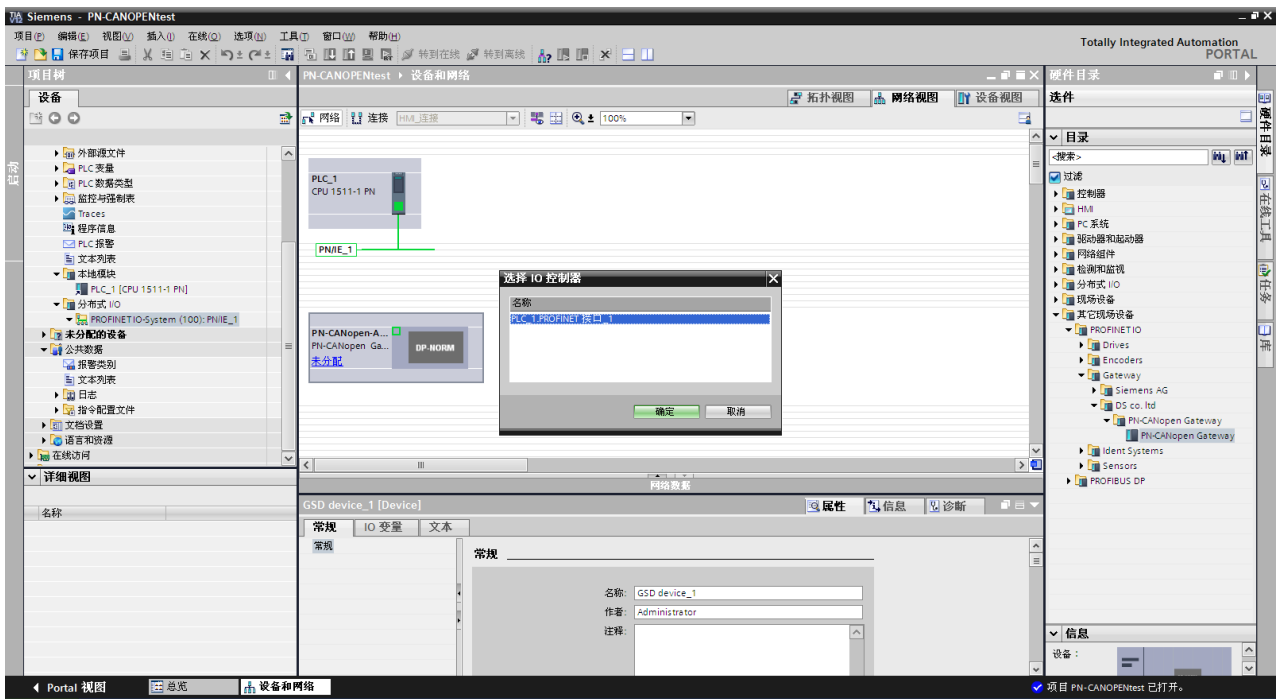 Siemens - PN-CANOPENtest
项目(P) 编辑(E) 视图(V) 插入(I) 在线(O) 选项(N) 工具(T) 窗口(W) 帮助(H)
Totally Integrated Automation
PORTAL
保存项目 转到在线 转到离线
项目树
PN-CANOPENtest ▸ 设备和网络
硬件目录
设备
拓扑视图 网络视图 设备视图
选件
网络 连接 HMI_连接 100%
启动
外部源文件
PLC 变量
PLC 数据类型
监控与强制表
Traces
程序信息
PLC 报警
文本列表
本地模块
PLC_1 [CPU 1511-1 PN]
分布式 I/O
PROFINET IO-System (100): PN/IE_1
未分配的设备
公共数据
报警类别
文本列表
日志
指令配置文件
文档设置
语言和资源
在线访问
详细视图
名称
PLC_1
CPU 1511-1 PN
PN/IE_1
PN-CANopen-A...
PN-CANopen Ga...
DP-NORM
未分配
选择 IO 控制器
名称
PLC_1.PROFINET 接口_1
确定 取消
网络数据
GSD device_1 [Device]
属性 信息 诊断
常规 IO 变量 文本
常规
常规
名称: GSD device_1
作者: Administrator
注释:
目录
<搜索>
过滤
控制器
HMI
PC 系统
驱动器和起动器
网络组件
检测和监视
分布式 I/O
现场设备
其它现场设备
PROFINET IO
Drives
Encoders
Gateway
Siemens AG
DS co. ltd
PN-CANopen Gateway
PN-CANopen Gateway
Ident Systems
Sensors
PROFIBUS DP
信息
设备:
硬件目录
在线工具
任务
库
Portal 视图 总览 设备和网络
项目 PN-CANOPENtest 已打开。